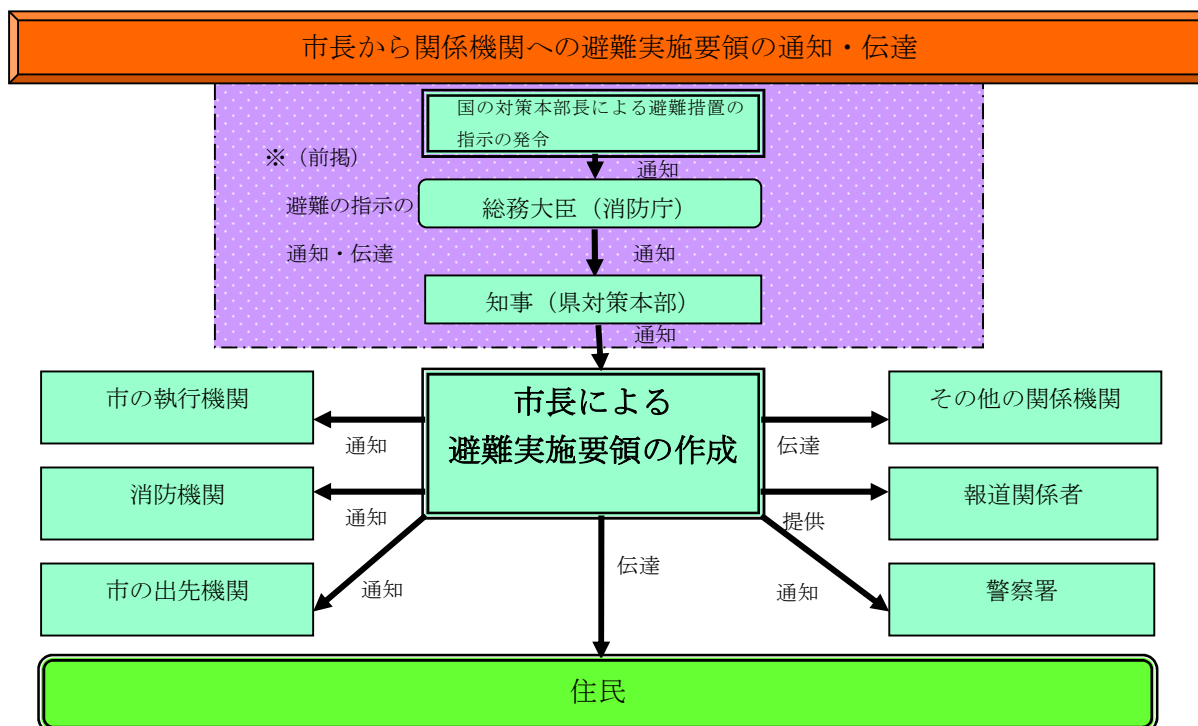 市長から関係機関への避難実施要領の通知・伝達
国の対策本部長による避難措置の
指示の発令
※（前掲）
避難の指示の
通知・伝達
通知
総務大臣（消防庁）
通知
知事（県対策本部）
通知
市長による
避難実施要領の作成
市の執行機関
通知
消防機関
通知
市の出先機関
通知
その他の関係機関
伝達
報道関係者
提供
警察署
通知
伝達
住民